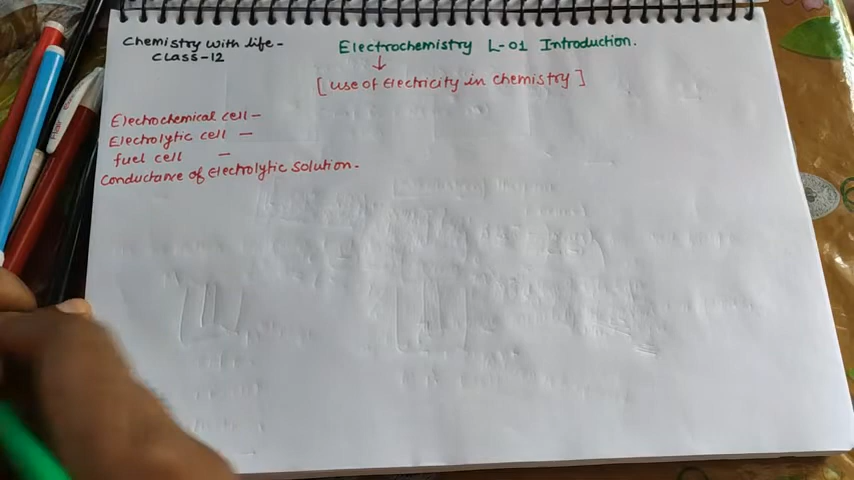 Chemistry with life-
Class-12
Electrochemistry L-01 Introduction.
↓
[use of Electricity in chemistry]
Electrochemical cell -
Electrolytic cell -
fuel cell -
Conductance of Electrolytic Solution.